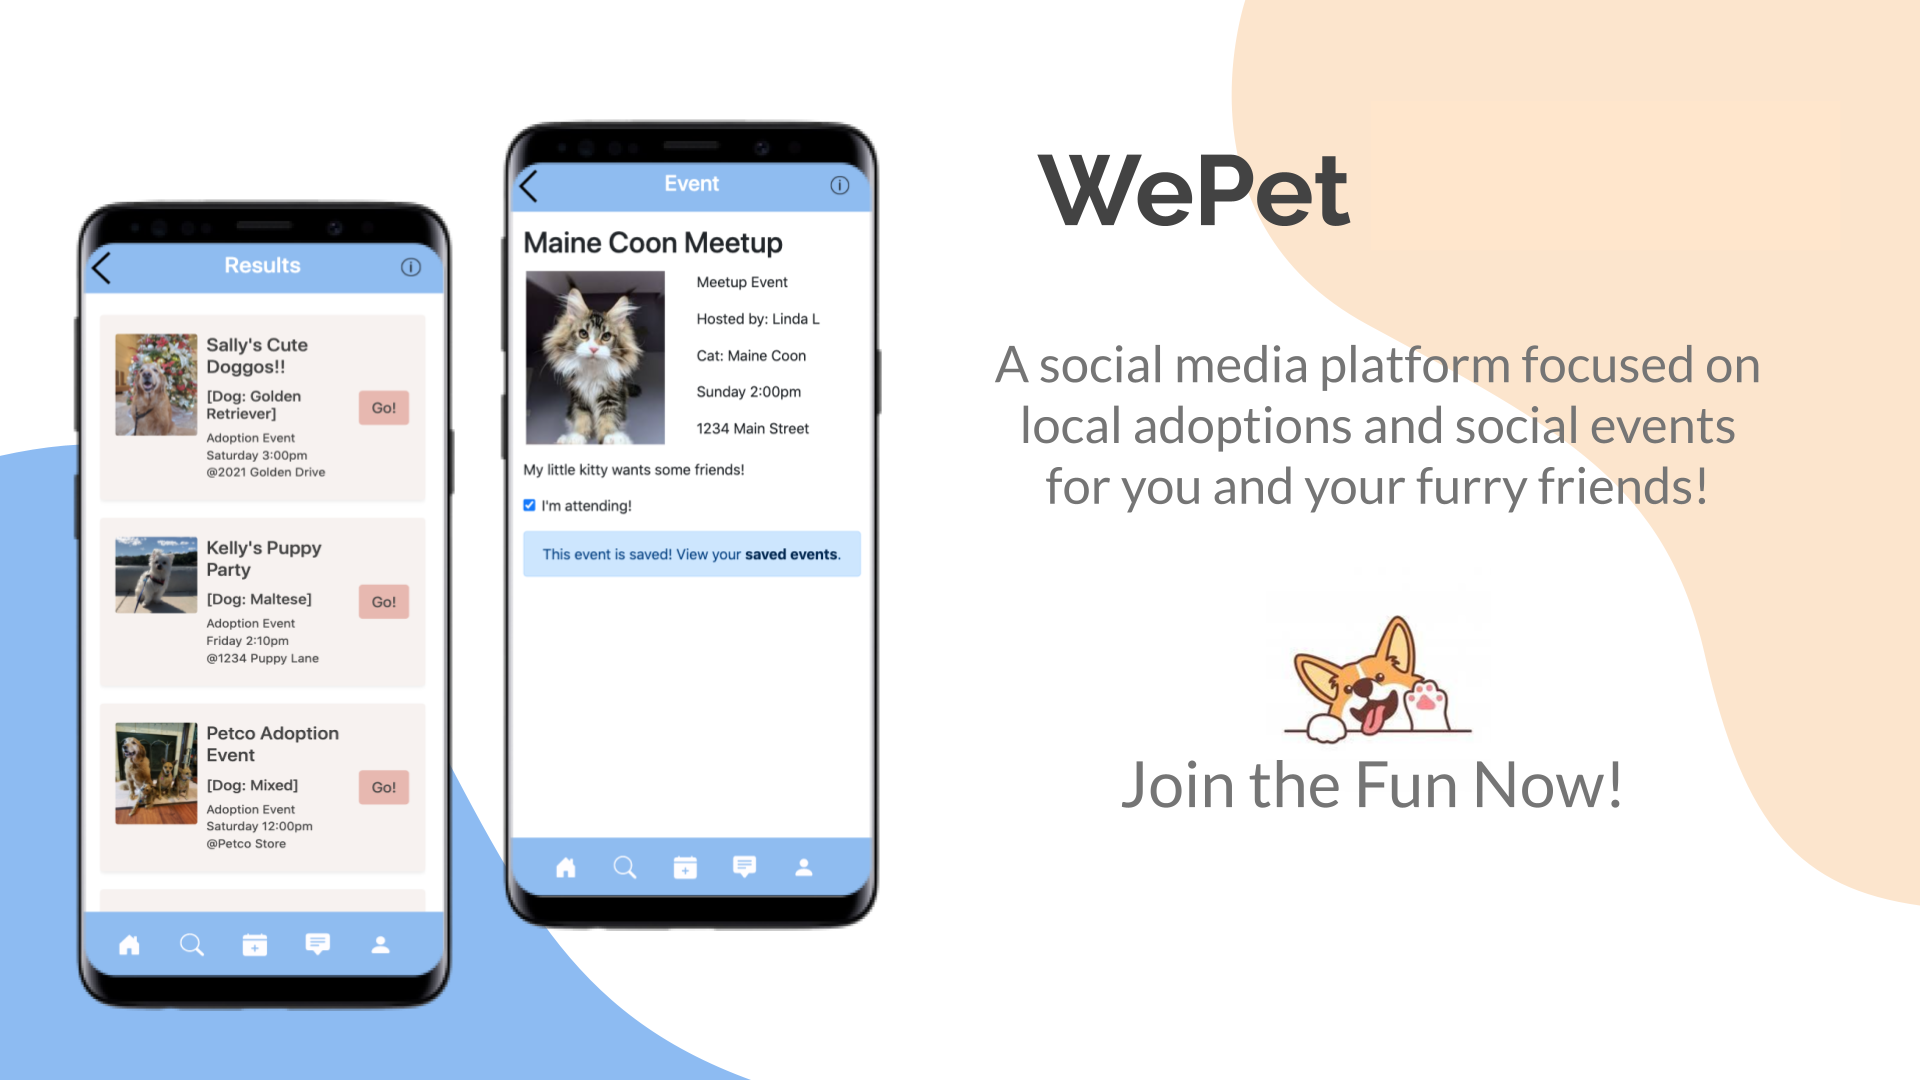 Results
Sally's Cute
Doggos!!
[Dog: Golden
Retriever]
Adoption Event
Saturday 3:00pm
@2021 Golden Drive
Go!
Kelly's Puppy
Party
[Dog: Maltese]
Adoption Event
Friday 2:10pm
@1234 Puppy Lane
Go!
Petco Adoption
Event
[Dog: Mixed]
Adoption Event
Saturday 12:00pm
@Petco Store
Go!
Event
Maine Coon Meetup
Meetup Event
Hosted by: Linda L
Cat: Maine Coon
Sunday 2:00pm
1234 Main Street
My little kitty wants some friends!
I'm attending!
This event is saved! View your saved events.
WePet
A social media platform focused on
local adoptions and social events
for you and your furry friends!
Join the Fun Now!